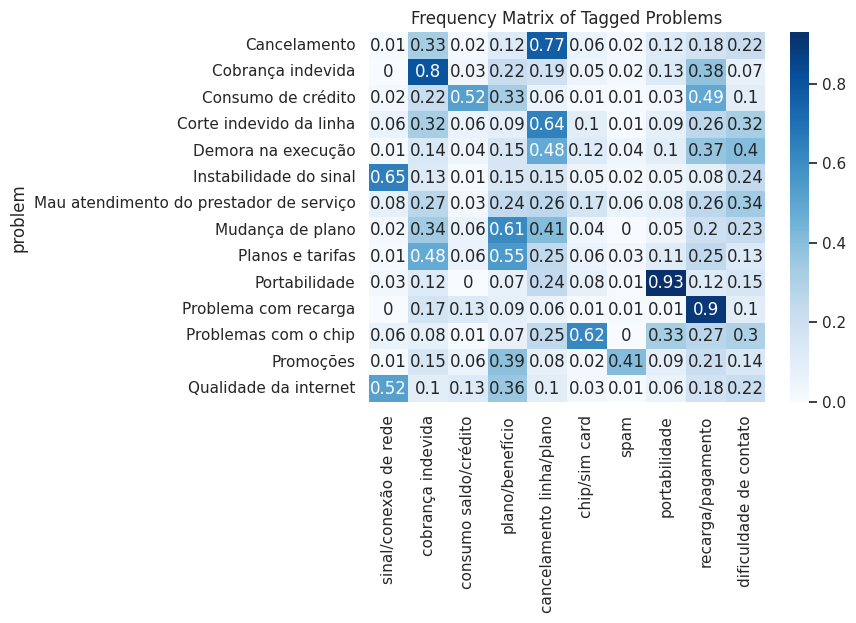 Frequency Matrix of Tagged Problems
problem
Cancelamento 0.01 0.33 0.02 0.12 0.77 0.06 0.02 0.12 0.18 0.22
Cobrança indevida 0 0.8 0.03 0.22 0.19 0.05 0.02 0.13 0.38 0.07
Consumo de crédito 0.02 0.22 0.52 0.33 0.06 0.01 0.01 0.03 0.49 0.1
Corte indevido da linha 0.06 0.32 0.06 0.09 0.64 0.1 0.01 0.09 0.26 0.32
Demora na execução 0.01 0.14 0.04 0.15 0.48 0.12 0.04 0.1 0.37 0.4
Instabilidade do sinal 0.65 0.13 0.01 0.15 0.15 0.05 0.02 0.05 0.08 0.24
Mau atendimento do prestador de serviço 0.08 0.27 0.03 0.24 0.26 0.17 0.06 0.08 0.26 0.34
Mudança de plano 0.02 0.34 0.06 0.61 0.41 0.04 0 0.05 0.2 0.23
Planos e tarifas 0.01 0.48 0.06 0.55 0.25 0.06 0.03 0.11 0.25 0.13
Portabilidade 0.03 0.12 0 0.07 0.24 0.08 0.01 0.93 0.12 0.15
Problema com recarga 0 0.17 0.13 0.09 0.06 0.01 0.01 0.01 0.9 0.1
Problemas com o chip 0.06 0.08 0.01 0.07 0.25 0.62 0 0.33 0.27 0.3
Promoções 0.01 0.15 0.06 0.39 0.08 0.02 0.41 0.09 0.21 0.14
Qualidade da internet 0.52 0.1 0.13 0.36 0.1 0.03 0.01 0.06 0.18 0.22
sinal/conexão de rede
cobrança indevida
consumo saldo/crédito
plano/benefício
cancelamento linha/plano
chip/sim card
spam
portabilidade
recarga/pagamento
dificuldade de contato
0.8
0.6
0.4
0.2
0.0